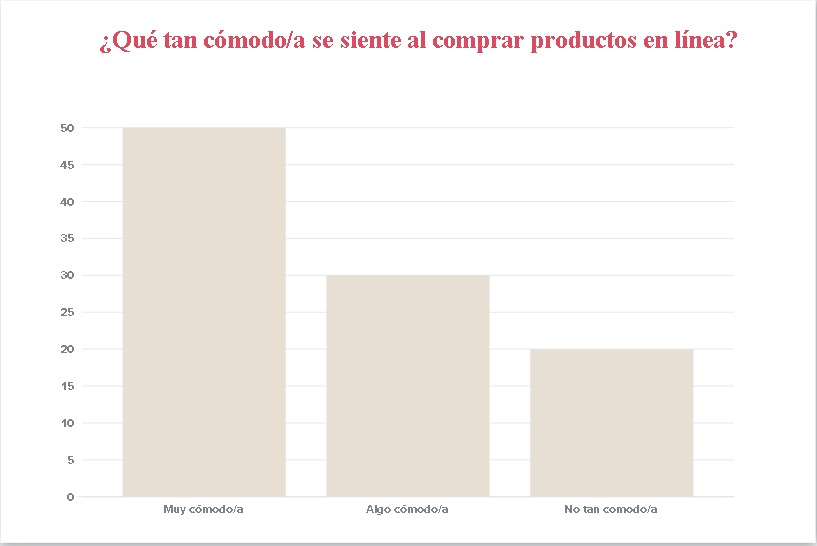 ¿Qué tan cómodo/a se siente al comprar productos en línea?
50
45
40
35
30
25
20
15
10
5
0
Muy cómodo/a
Algo cómodo/a
No tan comodo/a